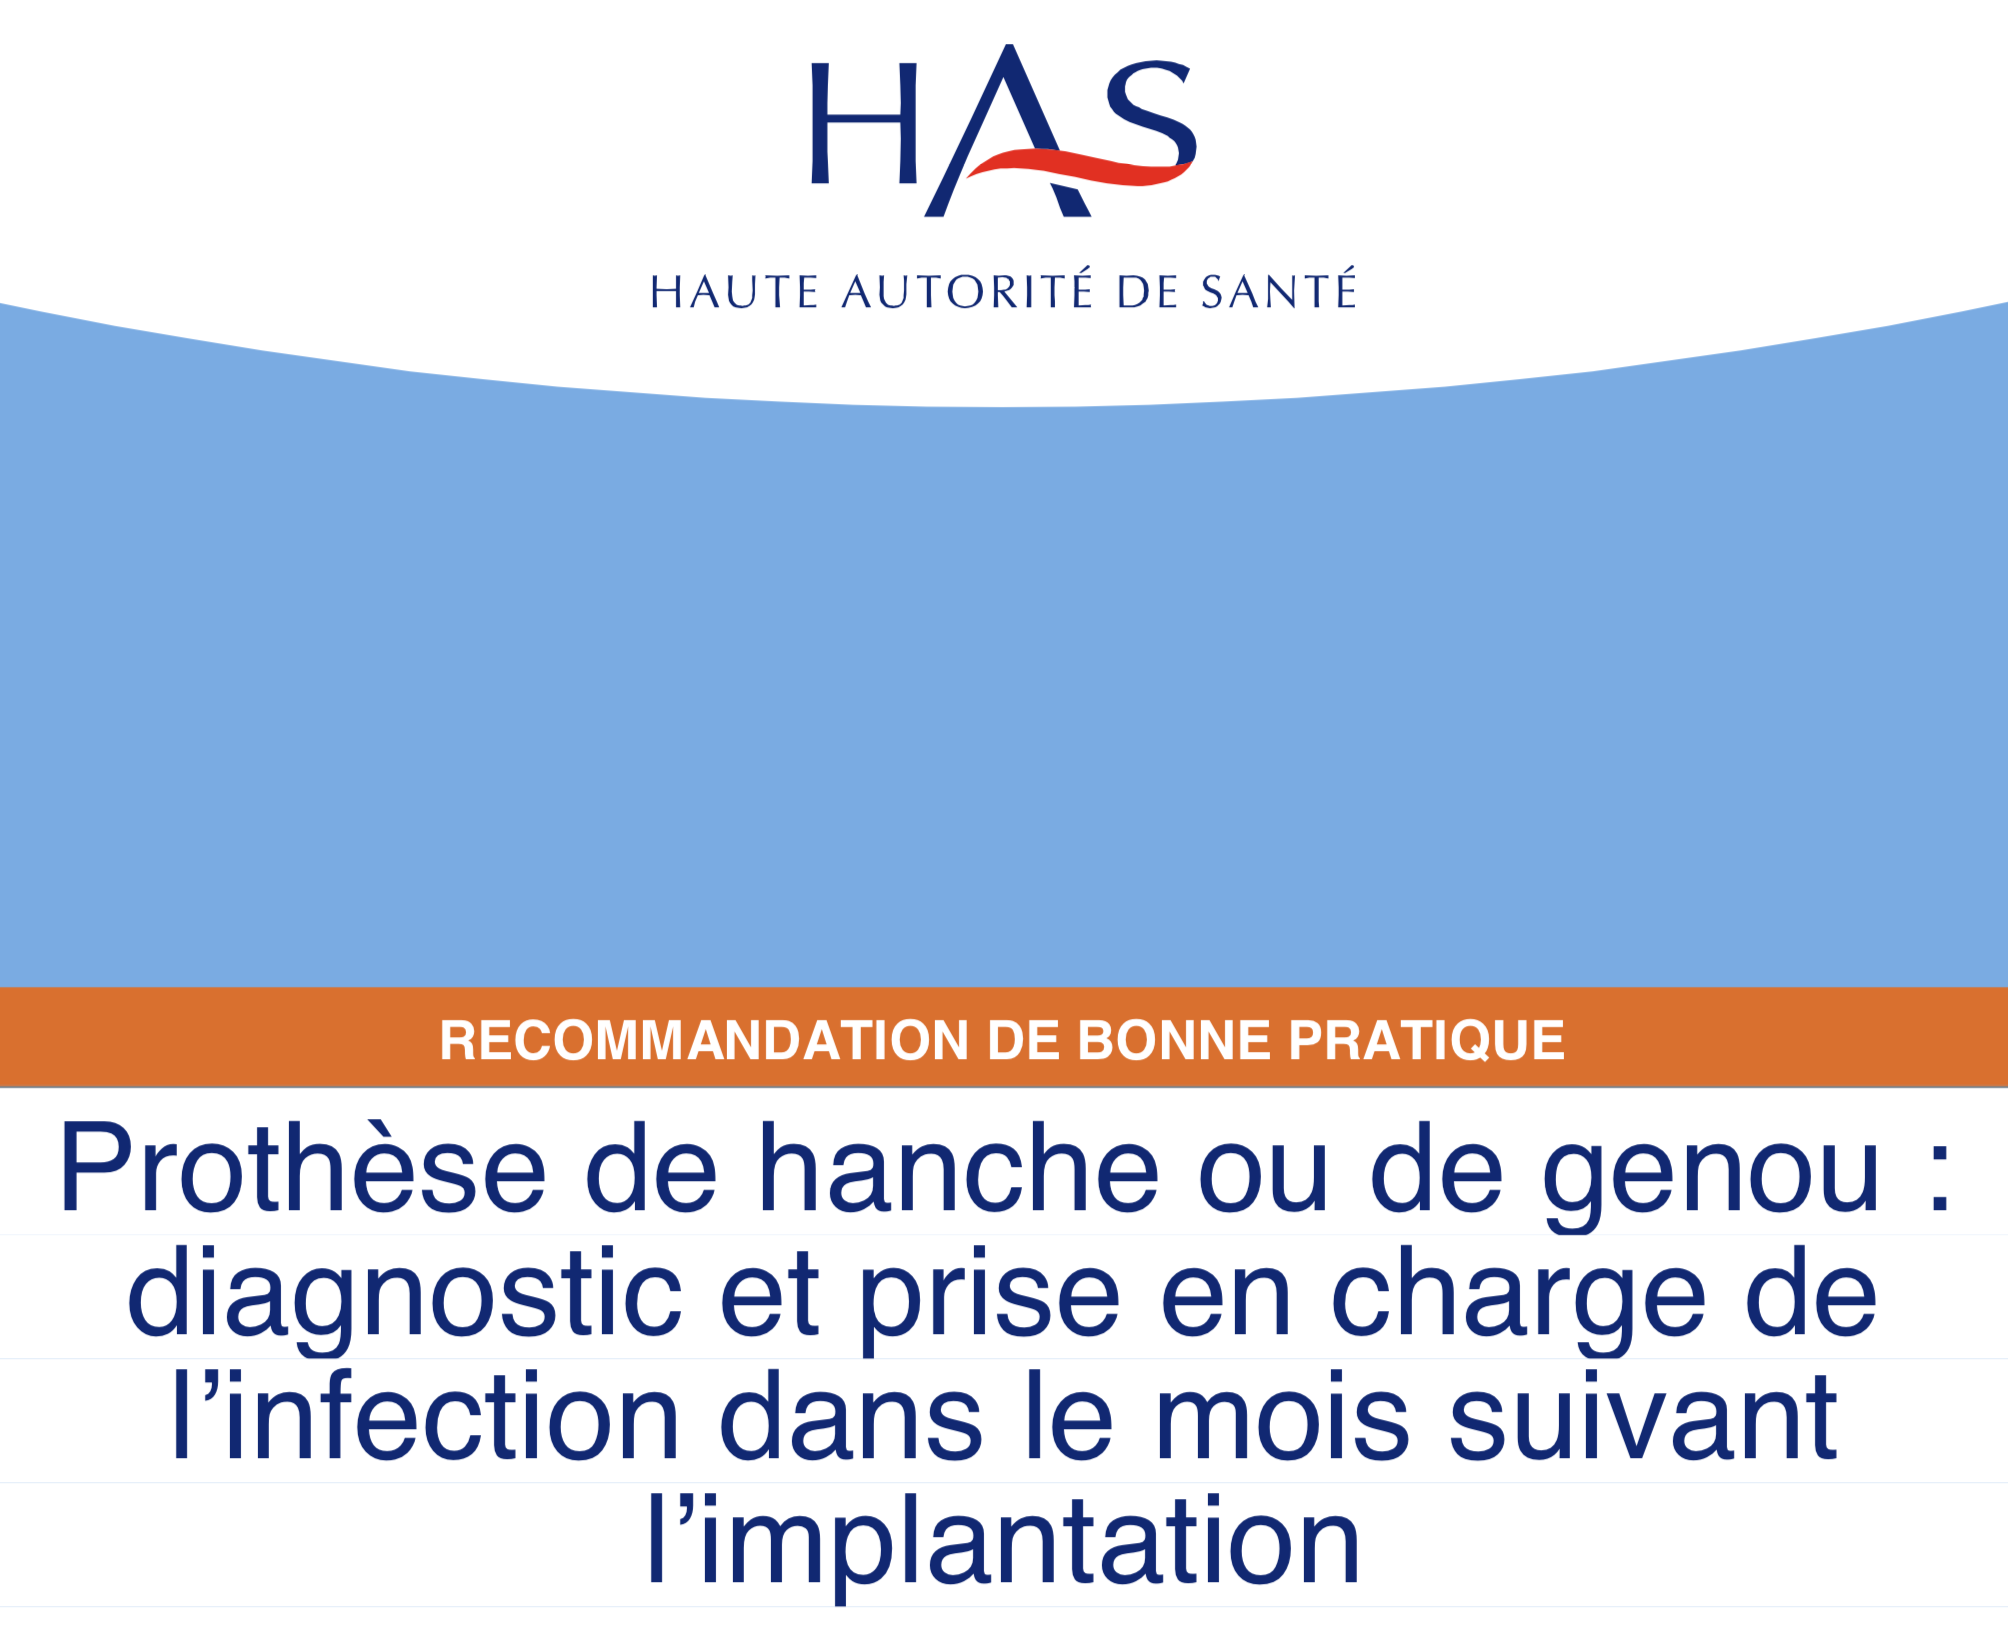 HAS
HAUTE AUTORITÉ DE SANTÉ
RECOMMANDATION DE BONNE PRATIQUE
Prothèse de hanche ou de genou :
diagnostic et prise en charge de
l’infection dans le mois suivant
l’implantation